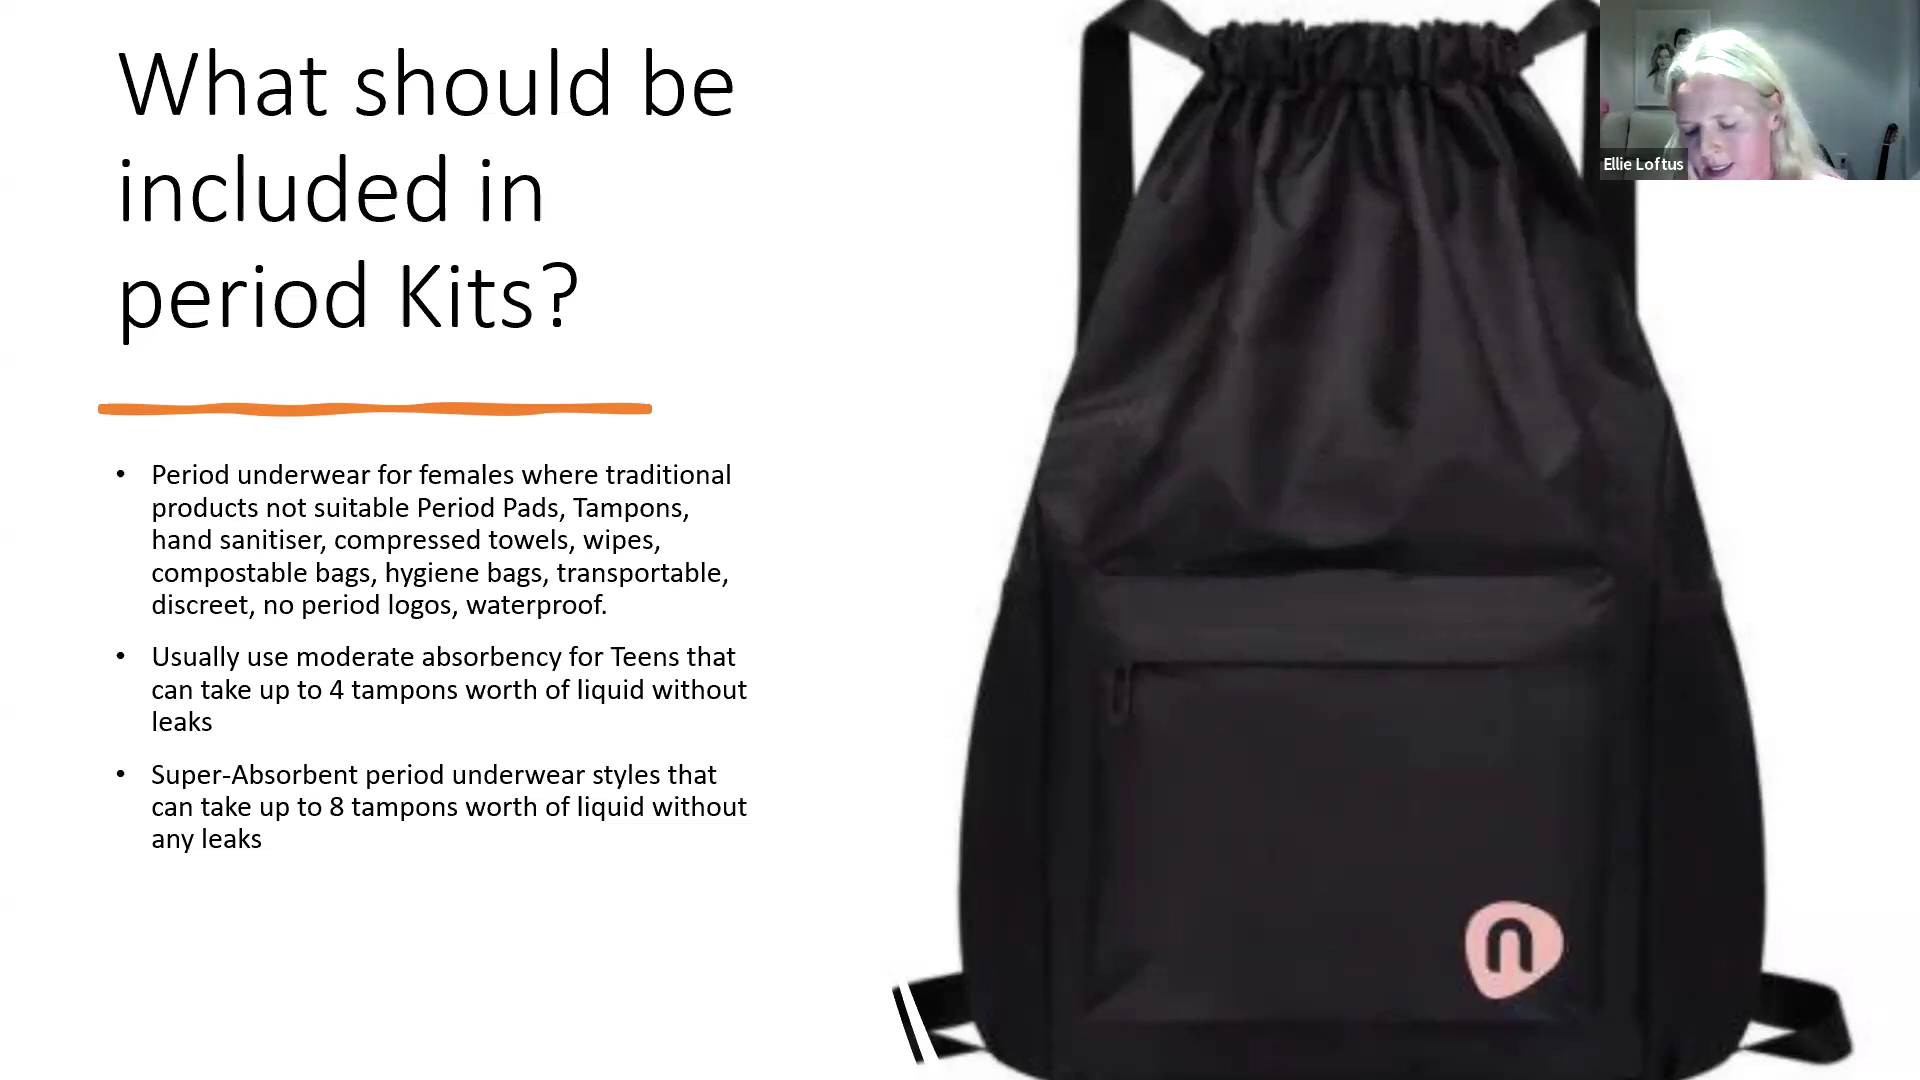 What should be
included in
period Kits?
• Period underwear for females where traditional
products not suitable Period Pads, Tampons,
hand sanitiser, compressed towels, wipes,
compostable bags, hygiene bags, transportable,
discreet, no period logos, waterproof.
• Usually use moderate absorbency for Teens that
can take up to 4 tampons worth of liquid without
leaks
• Super-Absorbent period underwear styles that
can take up to 8 tampons worth of liquid without
any leaks
Ellie Loftus
n